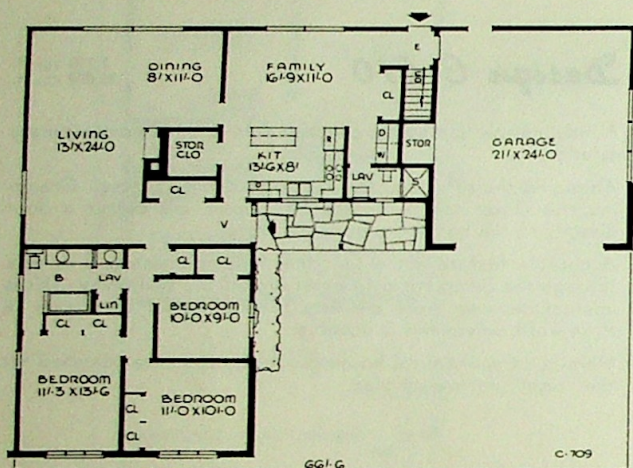 E
DINING
8/X11/-0
FAMILY
16/-9X11/-0
CL
LIVING
13/X24/-0
STOR
CLO
KIT
13/-6X8/
R
O
D
W
STOR
GARAGE
21/X24/-0
LAV
S
CL
V
CL
CL
B
LAV
LIN
BEDROOM
10/-0X9/-0
CL
CL
BEDROOM
11/-3X13/-6
BEDROOM
11/-0X10/-0
CL
CL
66/-6
C-709